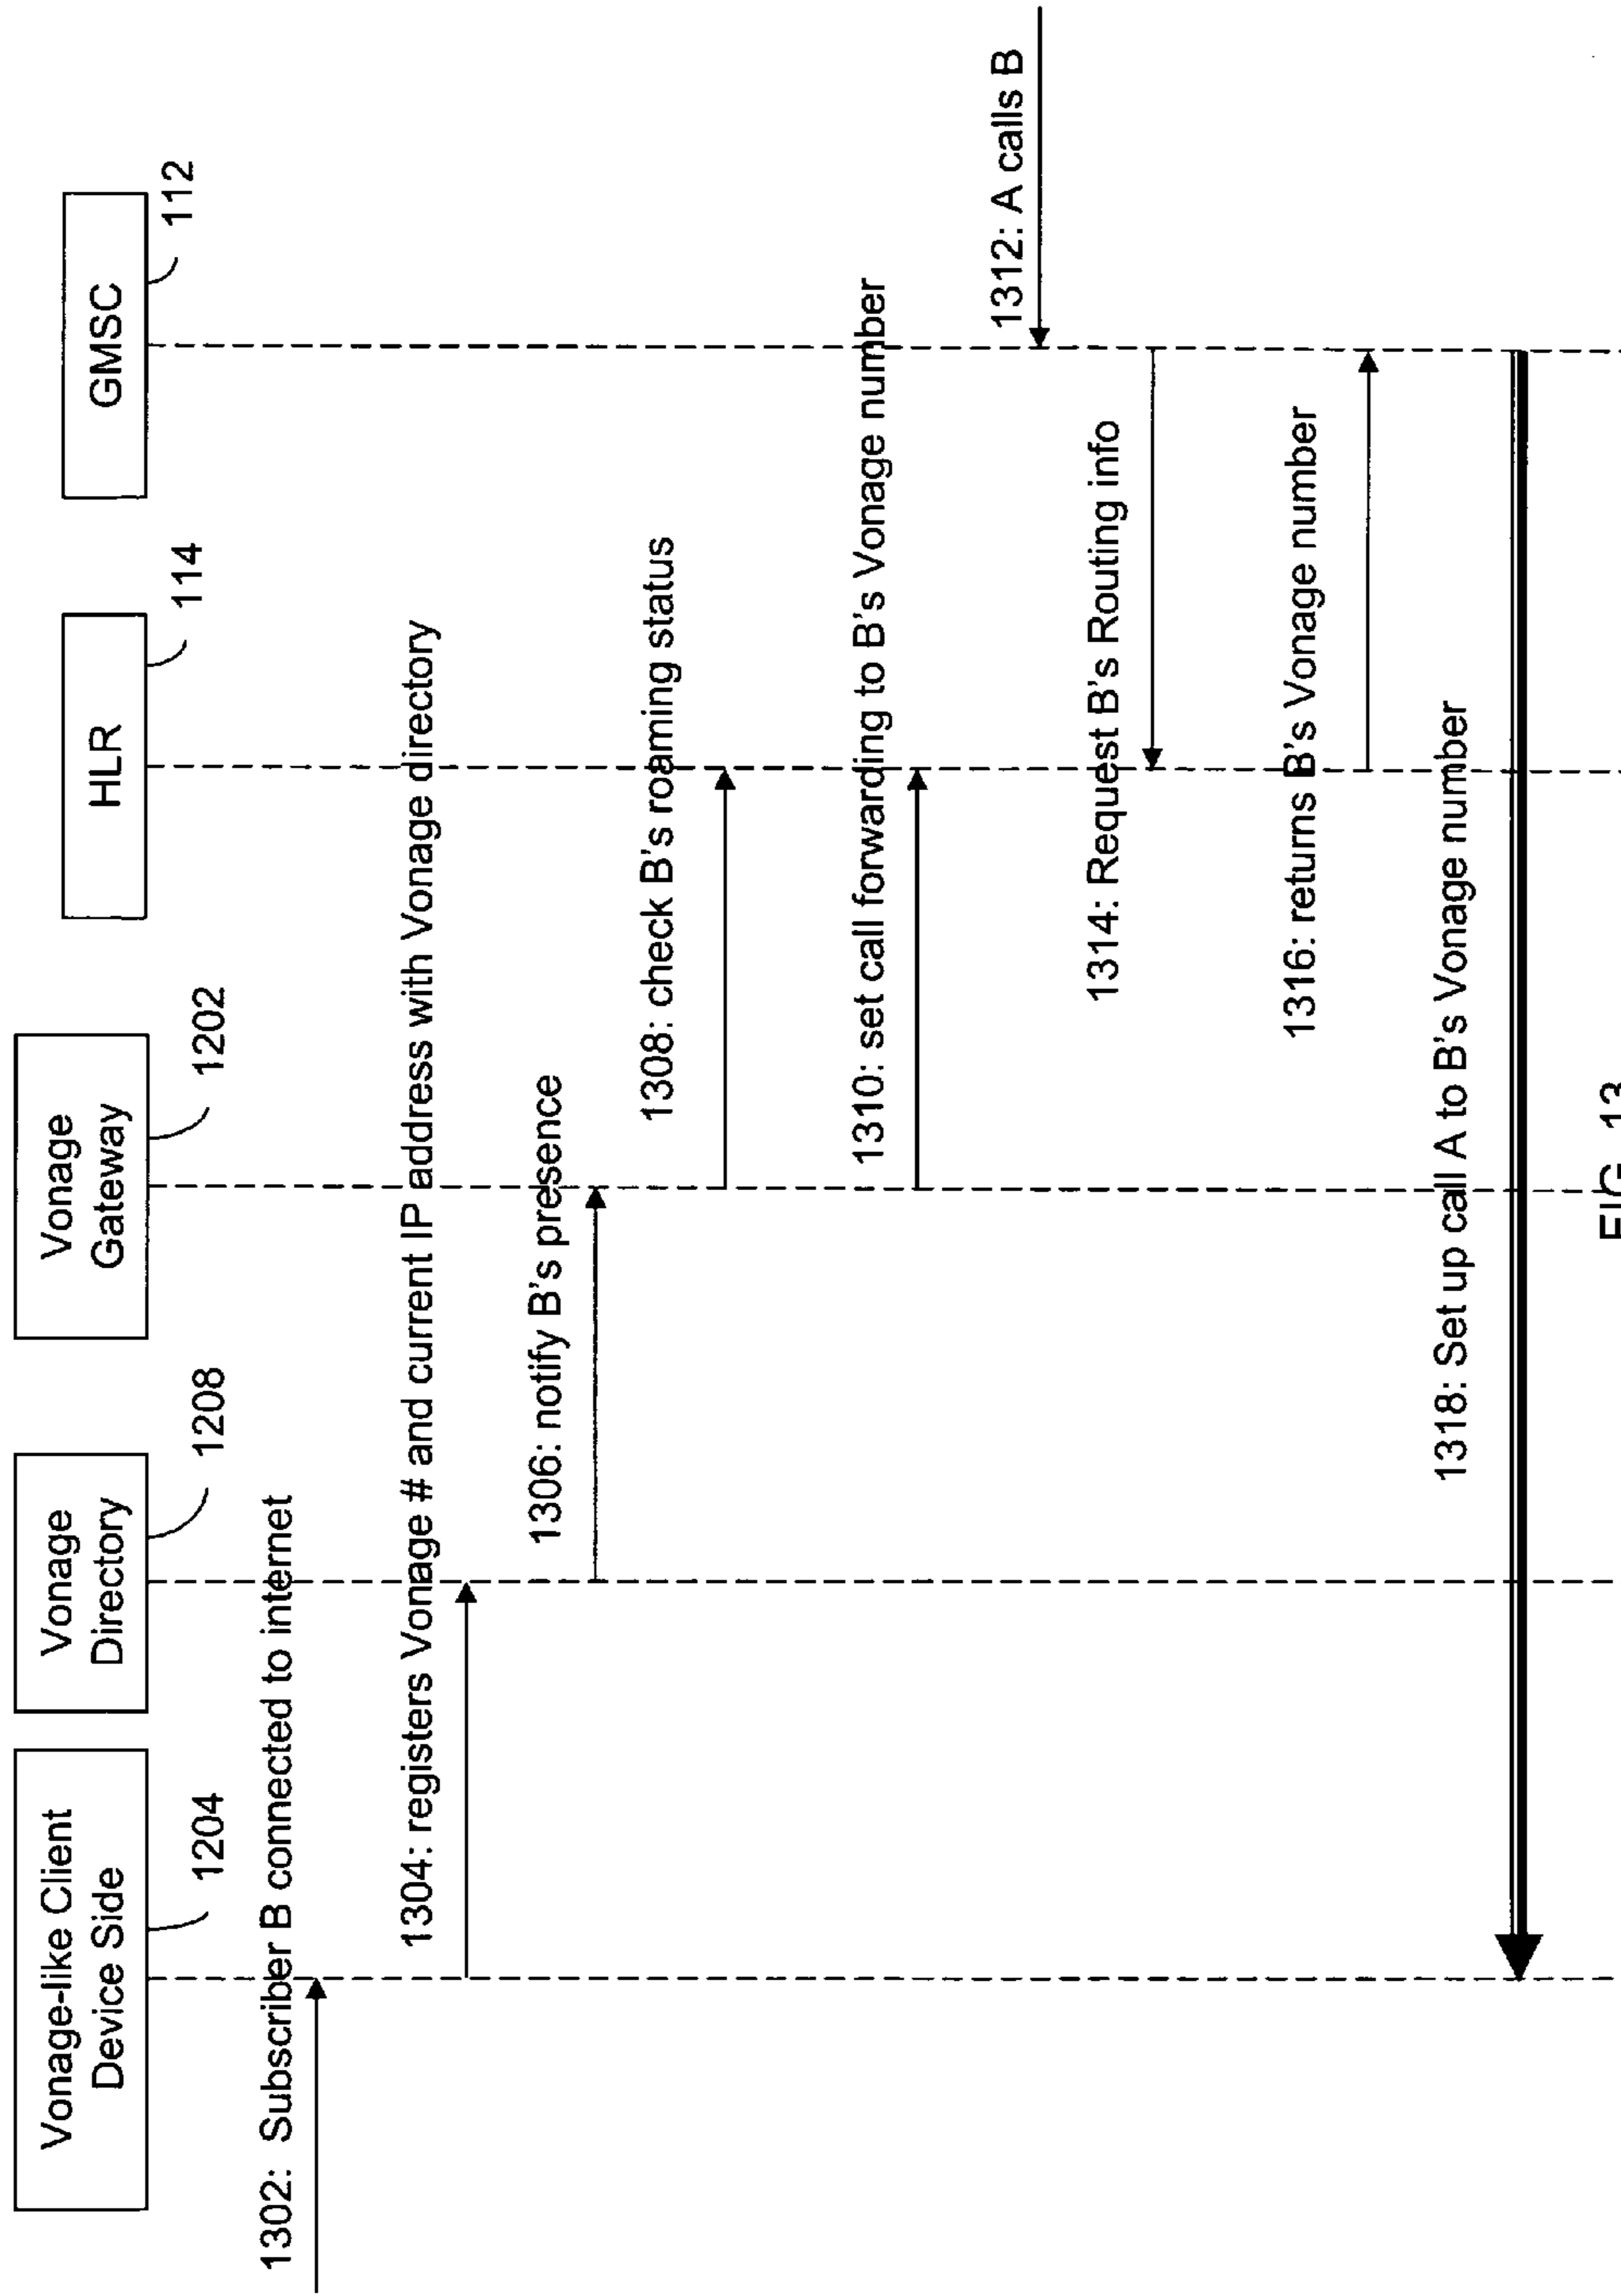 Vonage-like Client
Device Side
1204
Vonage
Directory
1208
Vonage
Gateway
1202
HLR
114
GMSC
112
1302: Subscriber B connected to internet
1304: registers Vonage # and current IP address with Vonage directory
1306: notify B's presence
1308: check B's roaming status
1310: set call forwarding to B's Vonage number
1312: A calls B
1314: Request B's Routing info
1316: returns B's Vonage number
1318: Set up call A to B's Vonage number
FIG. 13